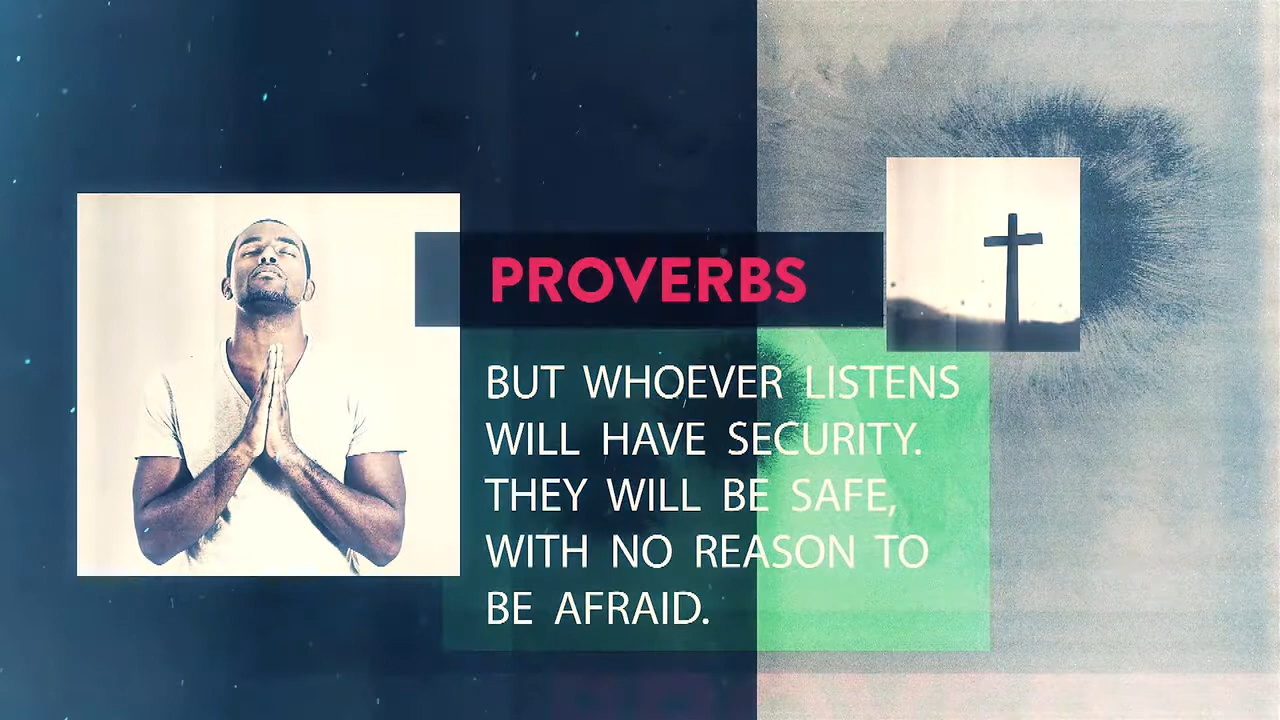 PROVERBS
BUT WHOEVER LISTENS
WILL HAVE SECURITY.
THEY WILL BE SAFE,
WITH NO REASON TO
BE AFRAID.